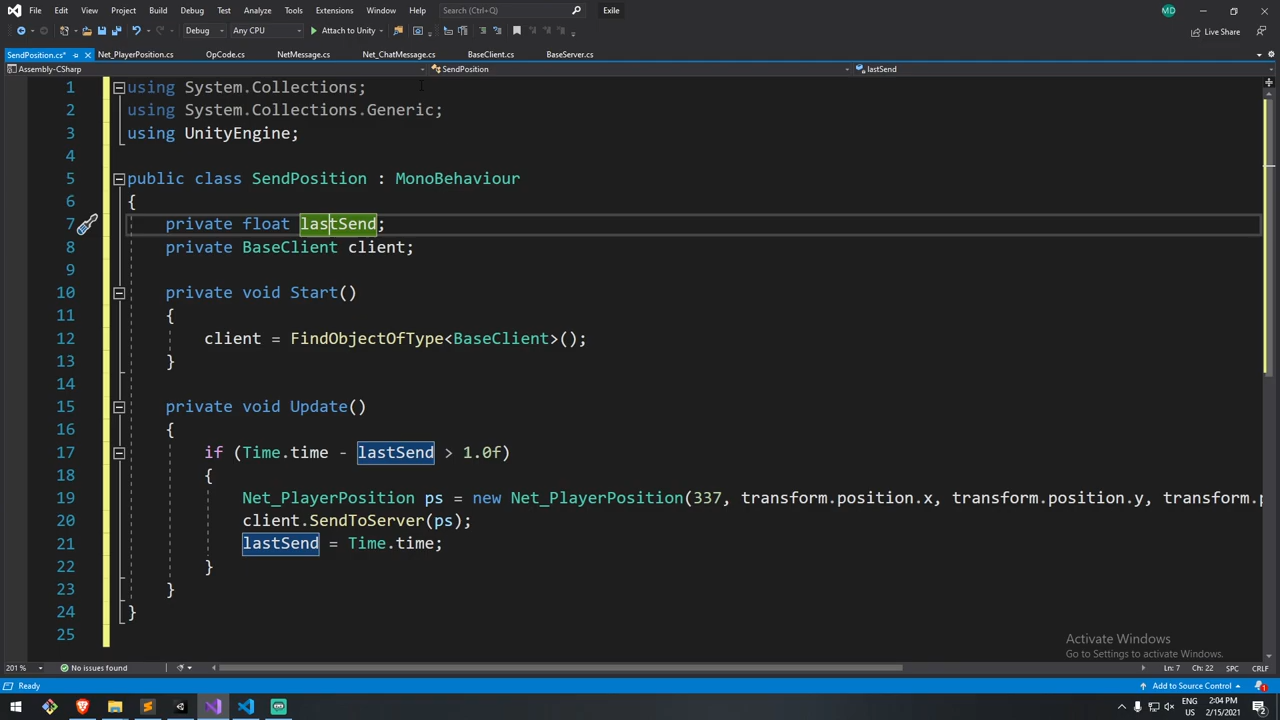 File Edit View Project Build Debug Test Analyze Tools Extensions Window Help Search (Ctrl+Q) Exile MD
Debug Any CPU Attach to Unity Live Share
SendPosition.cs* Net_PlayerPosition.cs OpCode.cs NetMessage.cs Net_ChatMessage.cs BaseClient.cs BaseServer.cs
Assembly-CSharp SendPosition lastSend
1 using System.Collections;
2 using System.Collections.Generic;
3 using UnityEngine;
4
5 public class SendPosition : MonoBehaviour
6 {
7 private float lastSend;
8 private BaseClient client;
9
10 private void Start()
11 {
12 client = FindObjectOfType<BaseClient>();
13 }
14
15 private void Update()
16 {
17 if (Time.time - lastSend > 1.0f)
18 {
19 Net_PlayerPosition ps = new Net_PlayerPosition(337, transform.position.x, transform.position.y, transform.p
20 client.SendToServer(ps);
21 lastSend = Time.time;
22 }
23 }
24 }
25
Activate Windows
Go to Settings to activate Windows.
201 % No issues found Ln: 7 Ch: 22 SPC CRLF
Ready Add to Source Control 1
ENG US 2:04 PM 2/15/2021 2